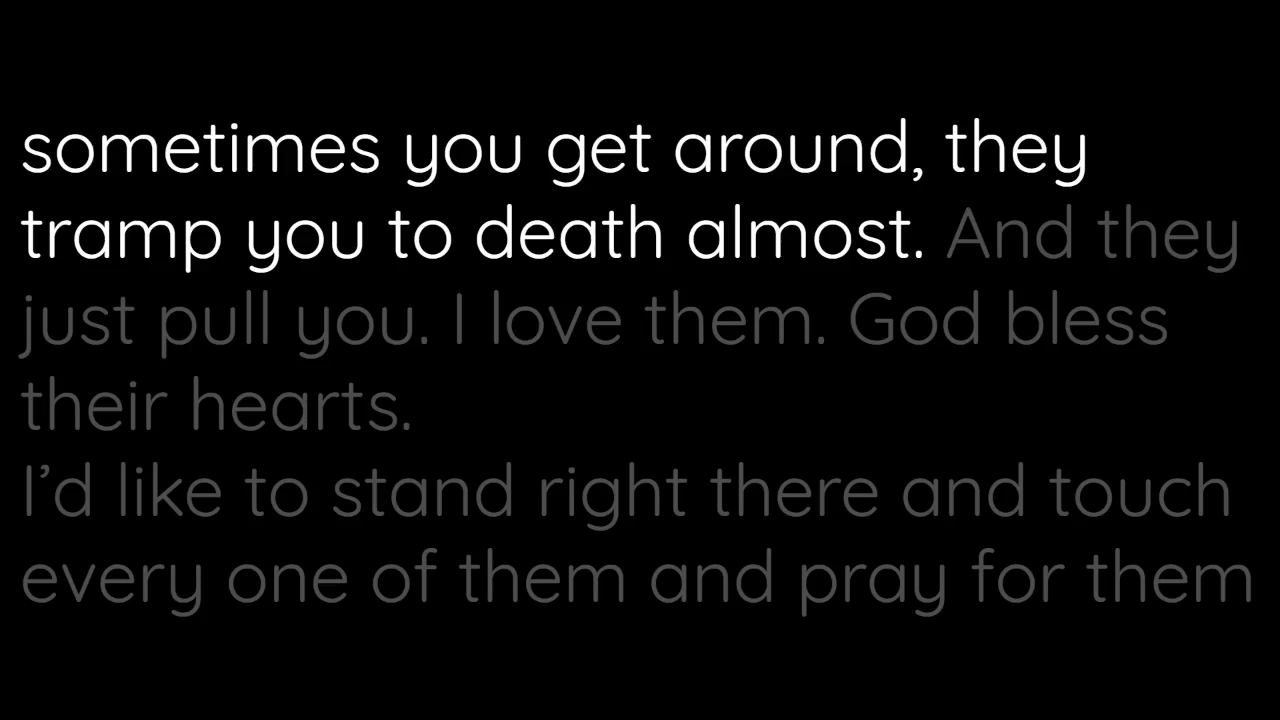 sometimes you get around, they
tramp you to death almost. And they
just pull you. I love them. God bless
their hearts.
I’d like to stand right there and touch
every one of them and pray for them